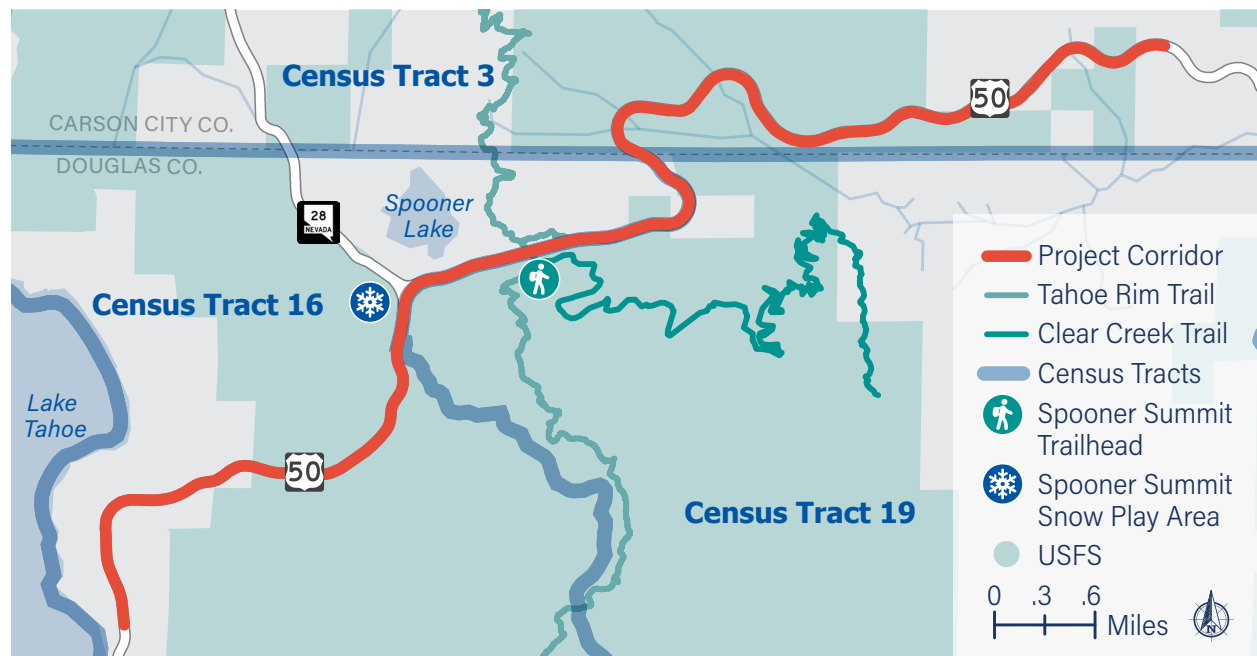 Census Tract 3
50
CARSON CITY CO.
DOUGLAS CO.
28
NEVADA
Spooner
Lake
Census Tract 16
Lake
Tahoe
50
Census Tract 19
Project Corridor
Tahoe Rim Trail
Clear Creek Trail
Census Tracts
Spooner Summit
Trailhead
Spooner Summit
Snow Play Area
USFS
0 .3 .6
Miles
N